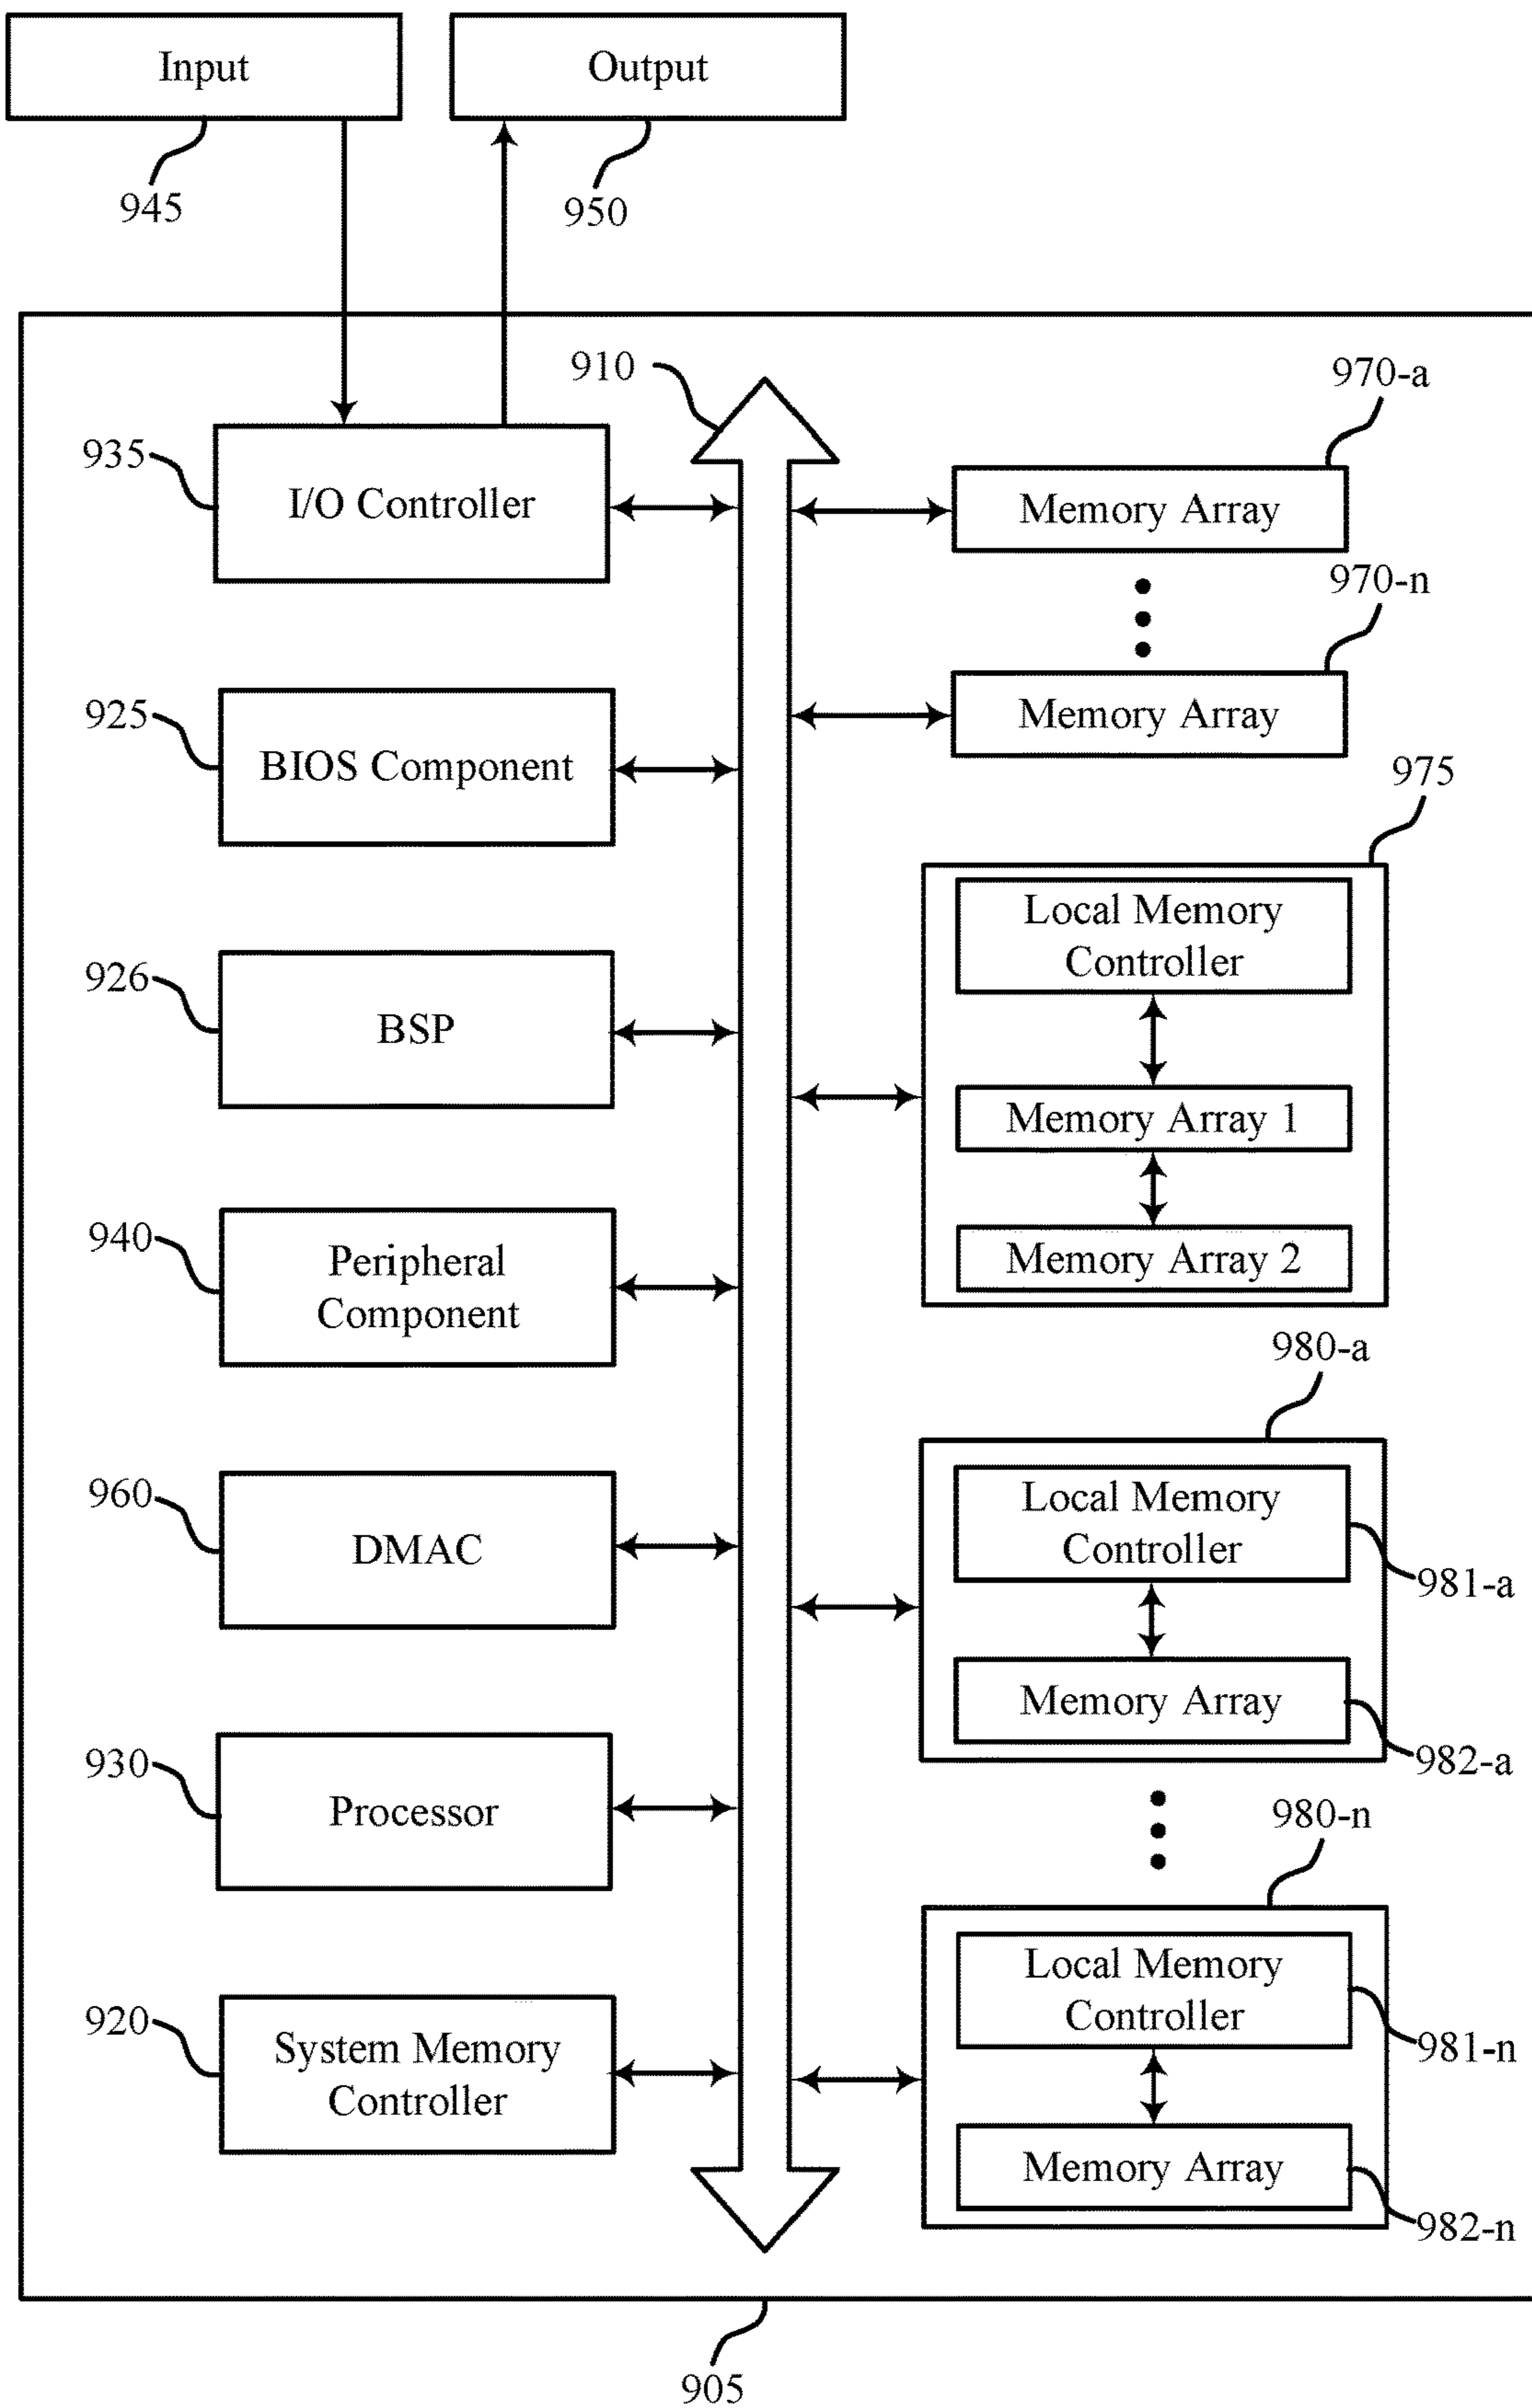 Input
Output
945
950
910
970-a
935
I/O Controller
Memory Array
970-n
925
BIOS Component
Memory Array
975
Local Memory
Controller
926
BSP
Memory Array 1
940
Peripheral
Component
Memory Array 2
980-a
960
DMAC
Local Memory
Controller
981-a
Memory Array
982-a
930
Processor
980-n
920
System Memory
Controller
Local Memory
Controller
981-n
Memory Array
982-n
905